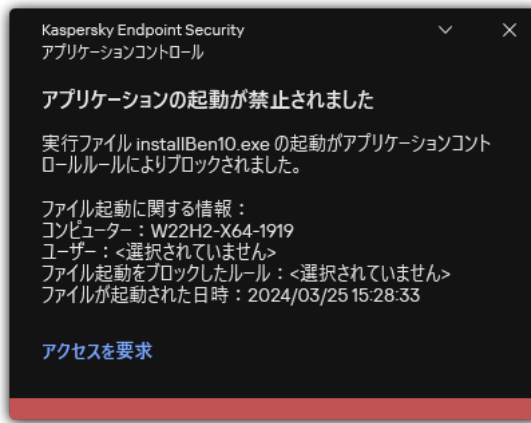 Kaspersky Endpoint Security
アプリケーションコントロール
アプリケーションの起動が禁止されました
実行ファイル installBen10.exe の起動がアプリケーションコント
ロールルールによりブロックされました。
ファイル起動に関する情報：
コンピューター：W22H2-X64-1919
ユーザー：<選択されていません>
ファイル起動をブロックしたルール：<選択されていません>
ファイルが起動された日時：2024/03/25 15:28:33
アクセスを要求